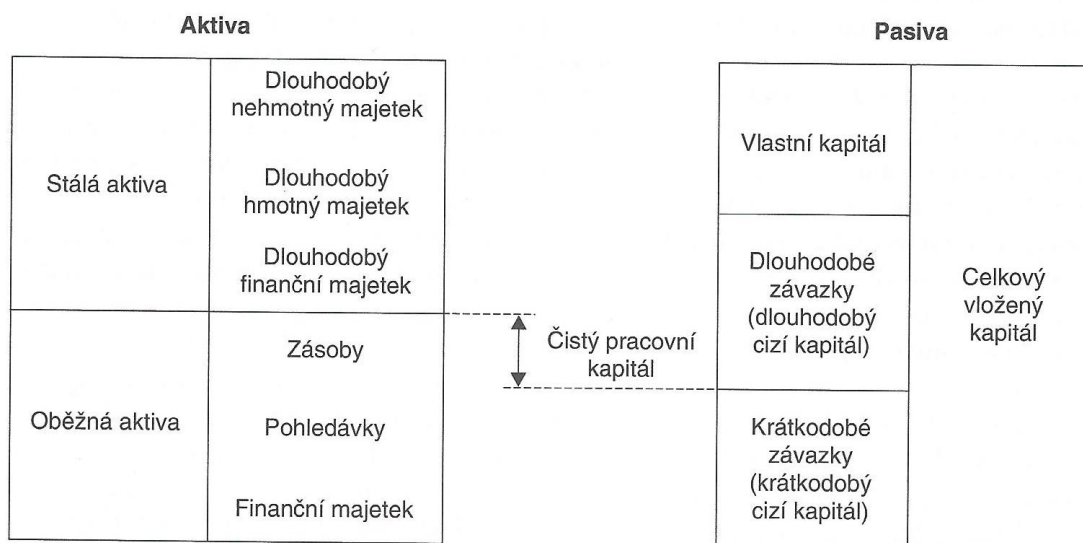 Aktiva
Stálá aktiva
Dlouhodobý
nehmotný majetek
Dlouhodobý
hmotný majetek
Dlouhodobý
finanční majetek
Oběžná aktiva
Zásoby
Pohledávky
Finanční majetek
Čistý pracovní
kapitál
Pasiva
Vlastní kapitál
Dlouhodobé
závazky
(dlouhodobý
cizí kapitál)
Krátkodobé
závazky
(krátkodobý
cizí kapitál)
Celkový
vložený
kapitál